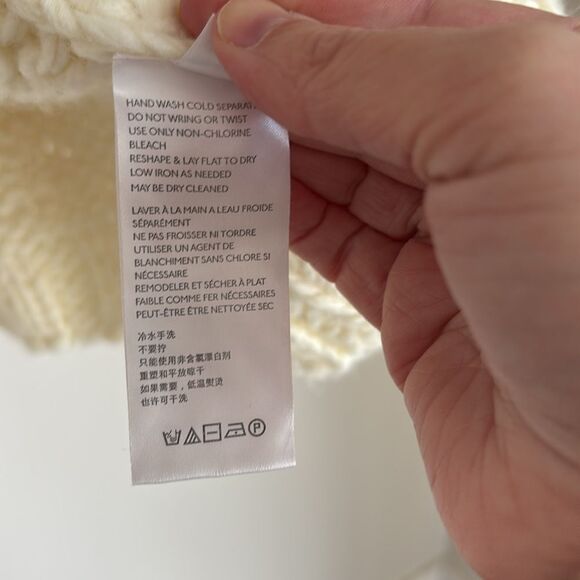 HAND WASH COLD
DO NOT WRING OR TWIST
USE ONLY NON-CHLORINE
BLEACH
RESHAPE & LAY FLAT TO DRY
LOW IRON AS NEEDED
MAY BE DRY CLEANED
LAVER À LA MAIN A LEAU FROIDE
SÉPARÉMENT
NE PAS FROISSER NI TORDRE
UTILISER UN AGENT DE
BLANCHIMENT SANS CHLORE SI
NÉCESSAIRE
REMODELER ET SÉCHER À PLAT
FAIBLE COMME FER NÉCESSAIRES
PEUT-ÊTRE ÊTRE NETTOYÉE SEC
冷水手洗
不要拧
只能使用非含氯漂白剂
重塑和平放晾干
如果需要，低温熨烫
也许可干洗
P